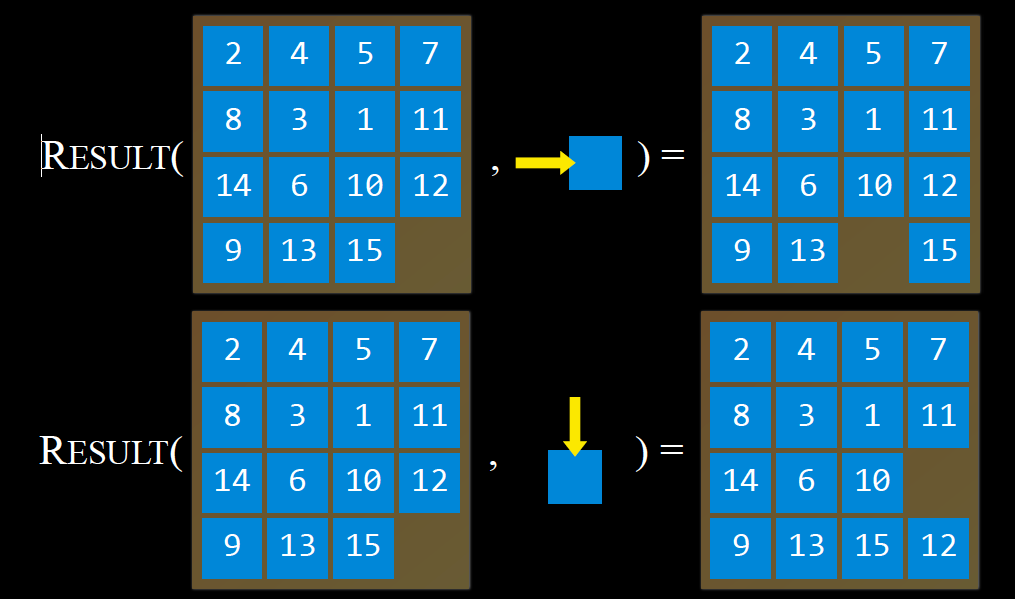 2 4 5 7 2 4 5 7
8 3 1 11 8 3 1 11
RESULT( , ) =
14 6 10 12 14 6 10 12
9 13 15 9 13 15
2 4 5 7 2 4 5 7
8 3 1 11 8 3 1 11
RESULT( , ) =
14 6 10 12 14 6 10
9 13 15 9 13 15 12